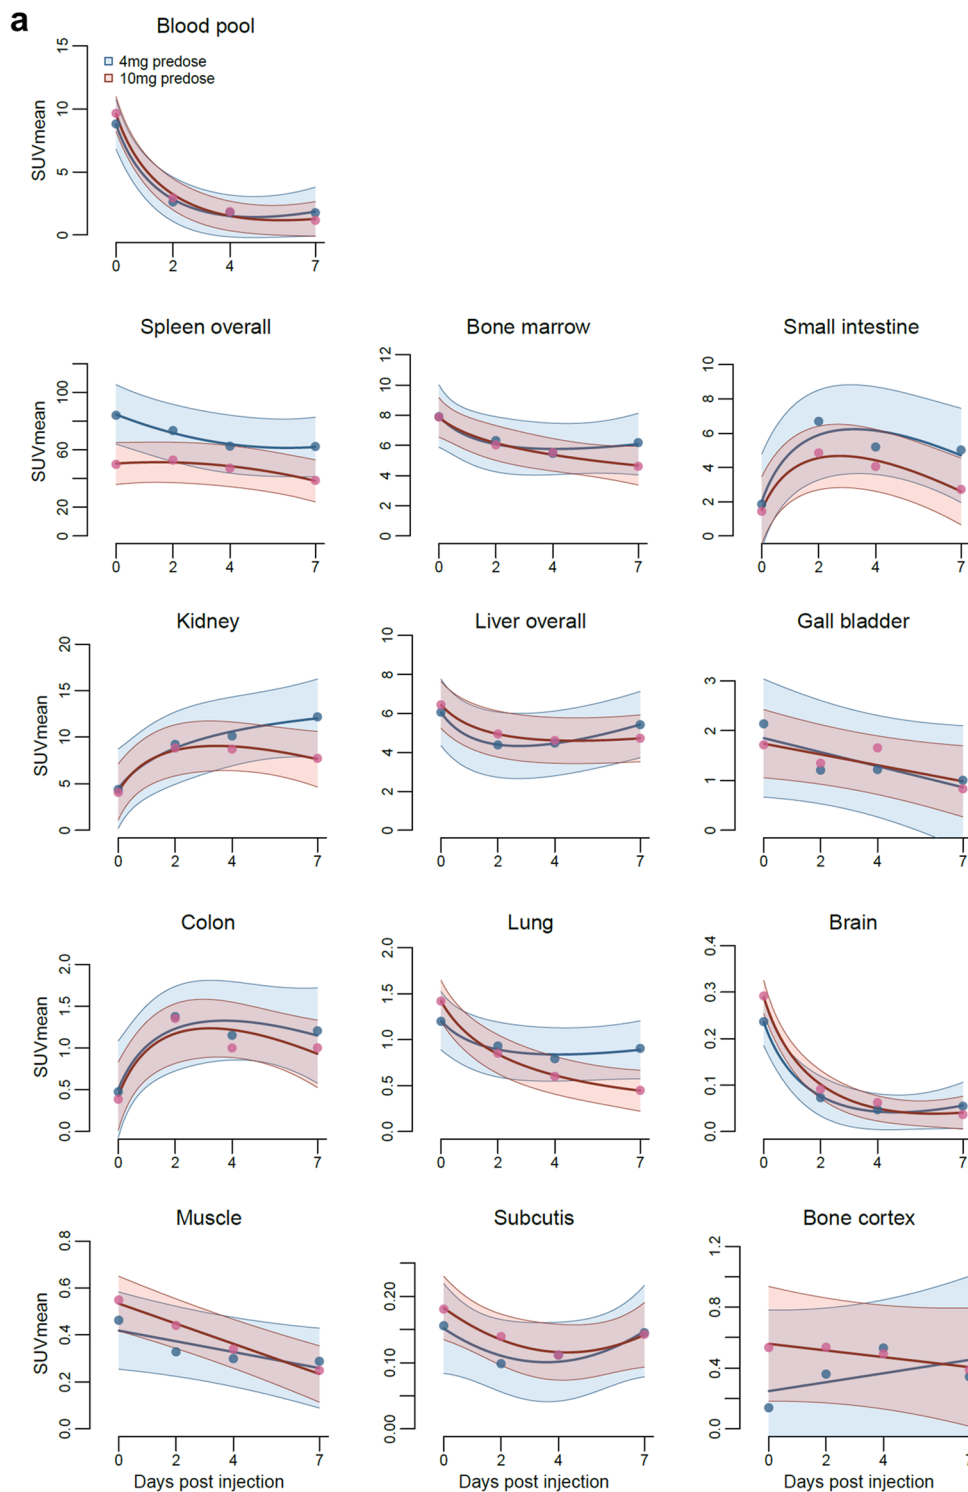 a
Blood pool
4mg predose
10mg predose
SUVmean
15
10
5
0
0 2 4 7
Spleen overall Bone marrow Small intestine
SUVmean
100
60
20
0
0 2 4 7
12
10
8
6
4
2
0
0 2 4 7
10
8
6
4
2
0
0 2 4 7
Kidney Liver overall Gall bladder
SUVmean
20
15
10
5
0
0 2 4 7
10
8
6
4
2
0
0 2 4 7
3
2
1
0
0 2 4 7
Colon Lung Brain
SUVmean
2.0
1.5
1.0
0.5
0.0
0 2 4 7
2.0
1.5
1.0
0.5
0.0
0 2 4 7
0.4
0.3
0.2
0.1
0.0
0 2 4 7
Muscle Subcutis Bone cortex
SUVmean
0.8
0.6
0.4
0.2
0.0
0 2 4 7
0.20
0.10
0.00
0 2 4 7
1.2
0.8
0.4
0.0
0 2 4 7
Days post injection Days post injection Days post injection